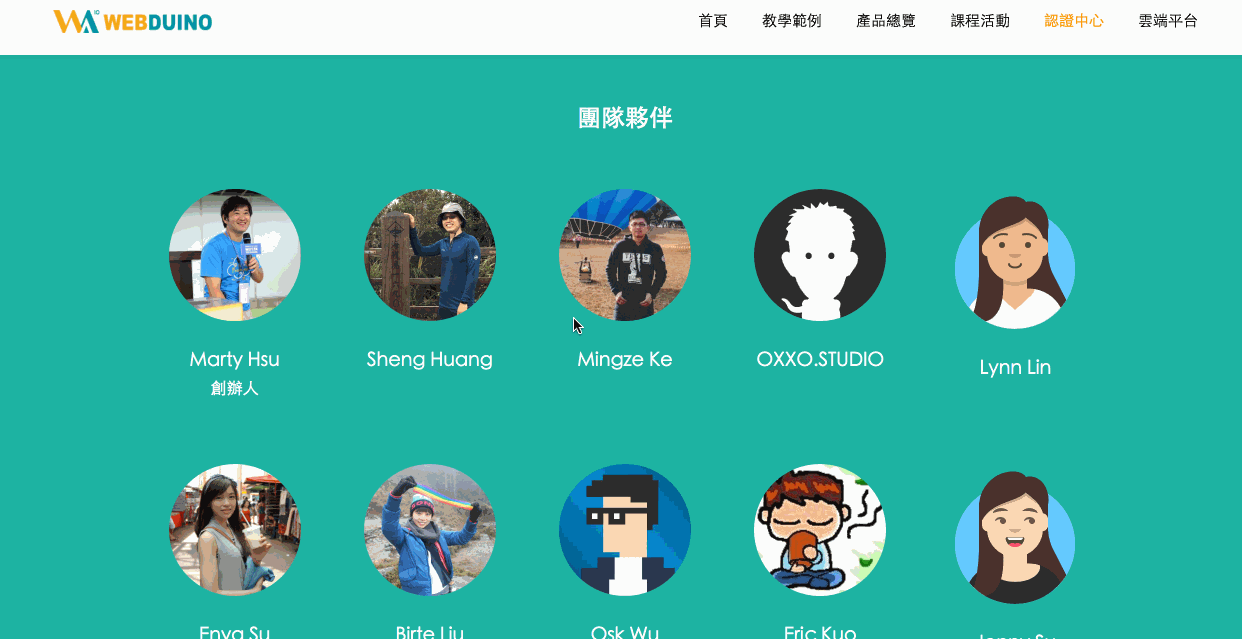 WEBDUINO
首頁 教學範例 產品總覽 課程活動 認證中心 雲端平台
團隊夥伴
Marty Hsu Sheng Huang Mingze Ke OXXO.STUDIO Lynn Lin
創辦人
Enya Su Birte Liu Osk Wu Eric Kuo